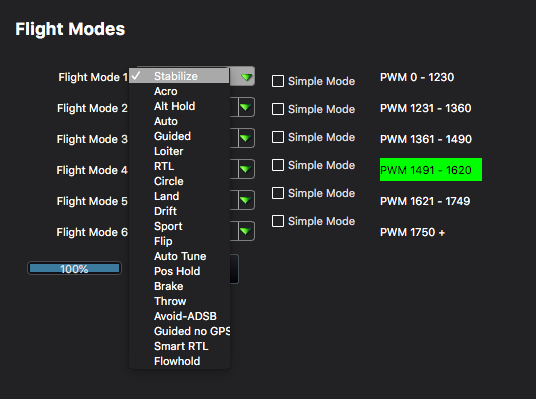 Flight Modes
Flight Mode 1 ✓ Stabilize Simple Mode PWM 0 - 1230
Acro
Flight Mode 2 Alt Hold Simple Mode PWM 1231 - 1360
Auto
Flight Mode 3 Guided Simple Mode PWM 1361 - 1490
Loiter
Flight Mode 4 RTL Simple Mode PWM 1491 - 1620
Circle
Land
Flight Mode 5 Drift Simple Mode PWM 1621 - 1749
Sport
Flight Mode 6 Flip Simple Mode PWM 1750 +
Auto Tune
100% Pos Hold
Brake
Throw
Avoid-ADSB
Guided no GPS
Smart RTL
Flowhold